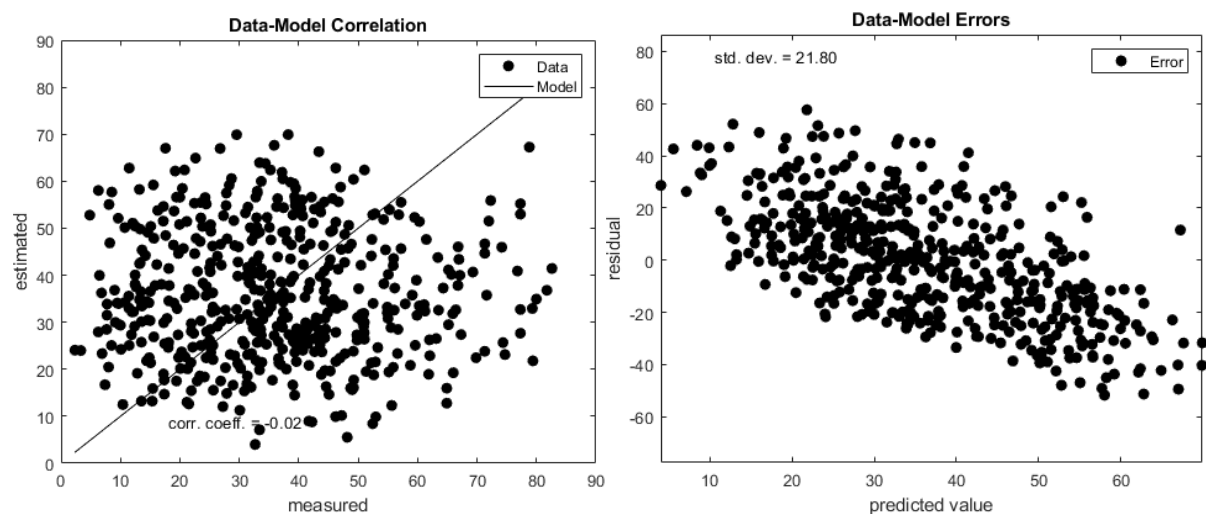 Data-Model Correlation
90
80
70
60
50
40
30
20
10
0
estimated
Data
Model
corr. coeff. = -0.02
0 10 20 30 40 50 60 70 80 90
measured
Data-Model Errors
std. dev. = 21.80
Error
80
60
40
20
0
-20
-40
-60
residual
10 20 30 40 50 60
predicted value